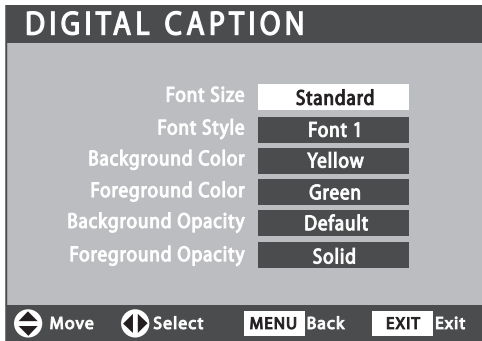 DIGITAL CAPTION
Font Size Standard
Font Style Font 1
Background Color Yellow
Foreground Color Green
Background Opacity Default
Foreground Opacity Solid
Move Select MENU Back EXIT Exit